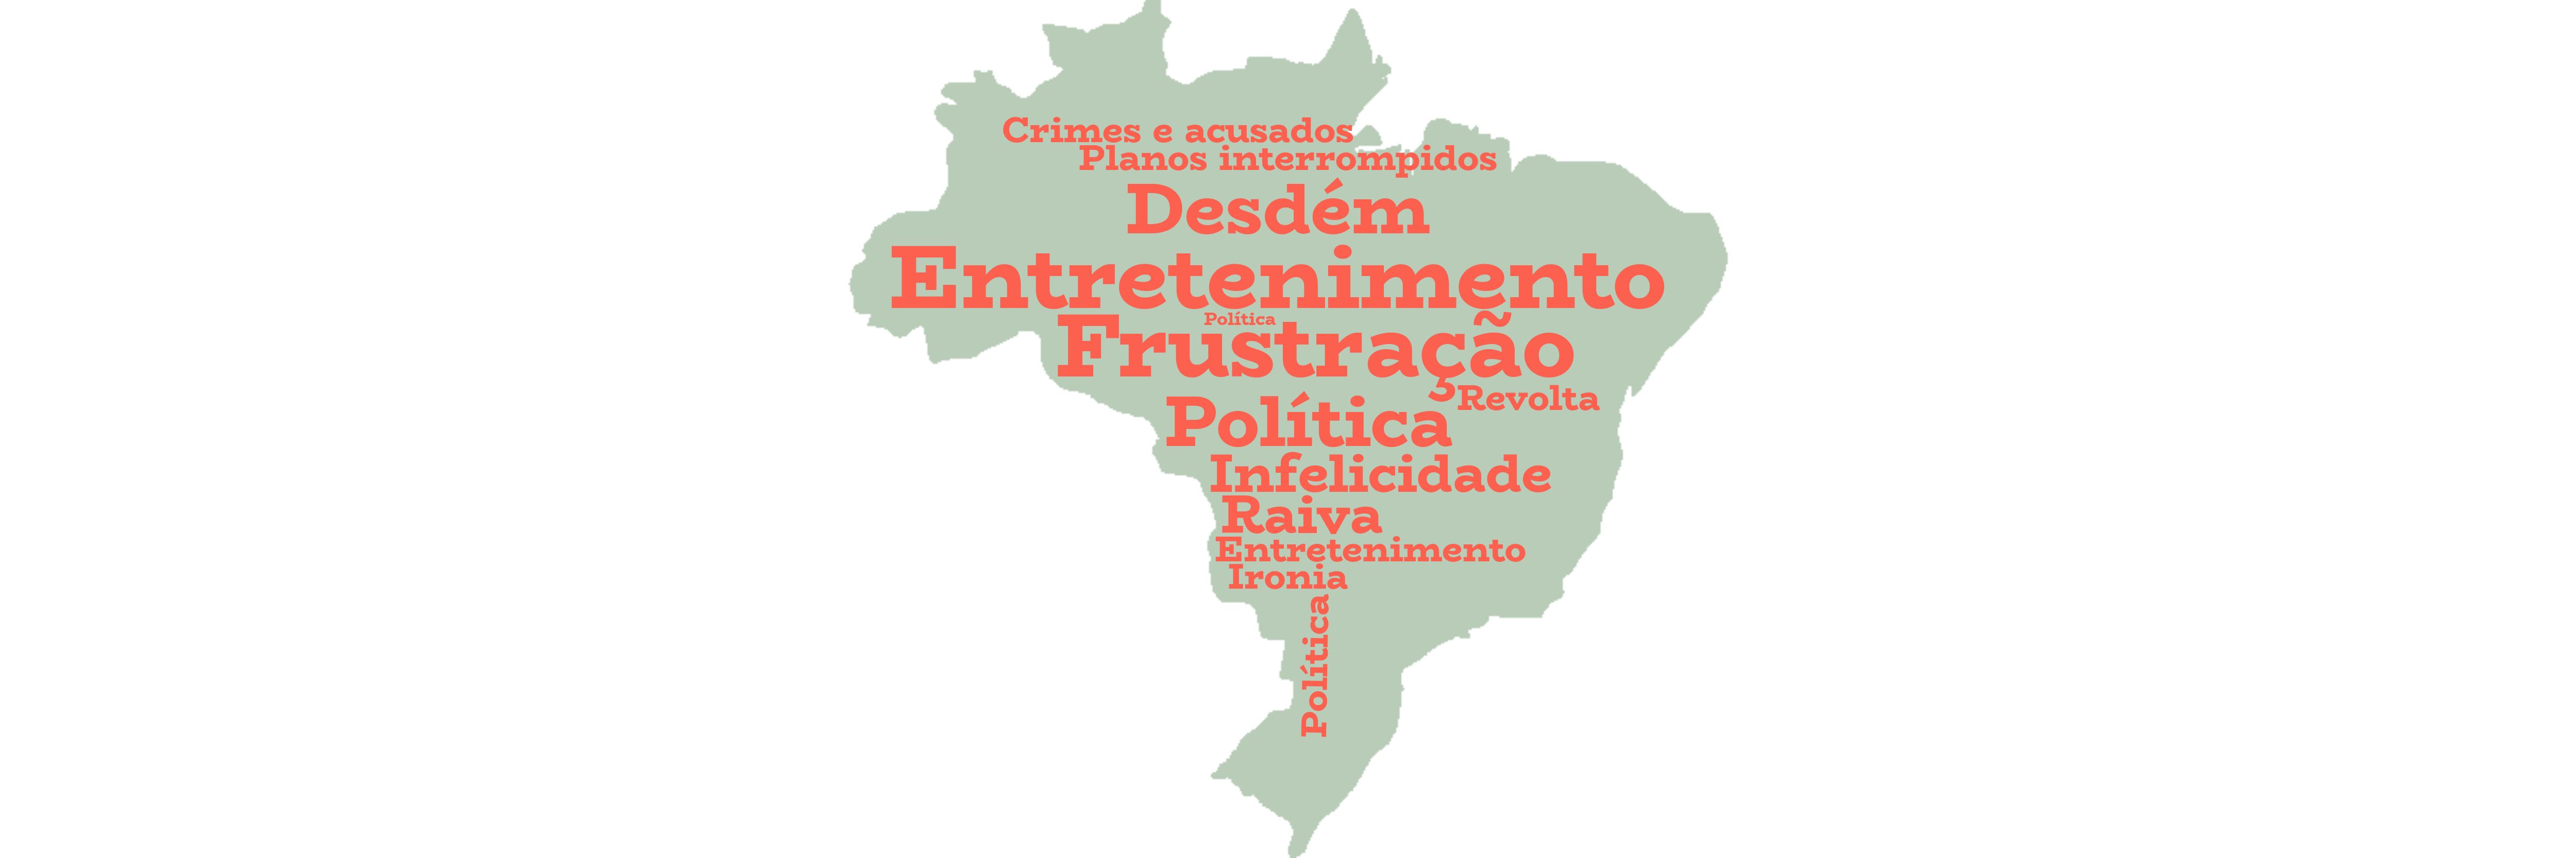 Crimes e acusados
Planos interrompidos
Desdém
Entretenimento
Política
Frustração
Revolta
Política
Infelicidade
Raiva
Entretenimento
Ironia
Política